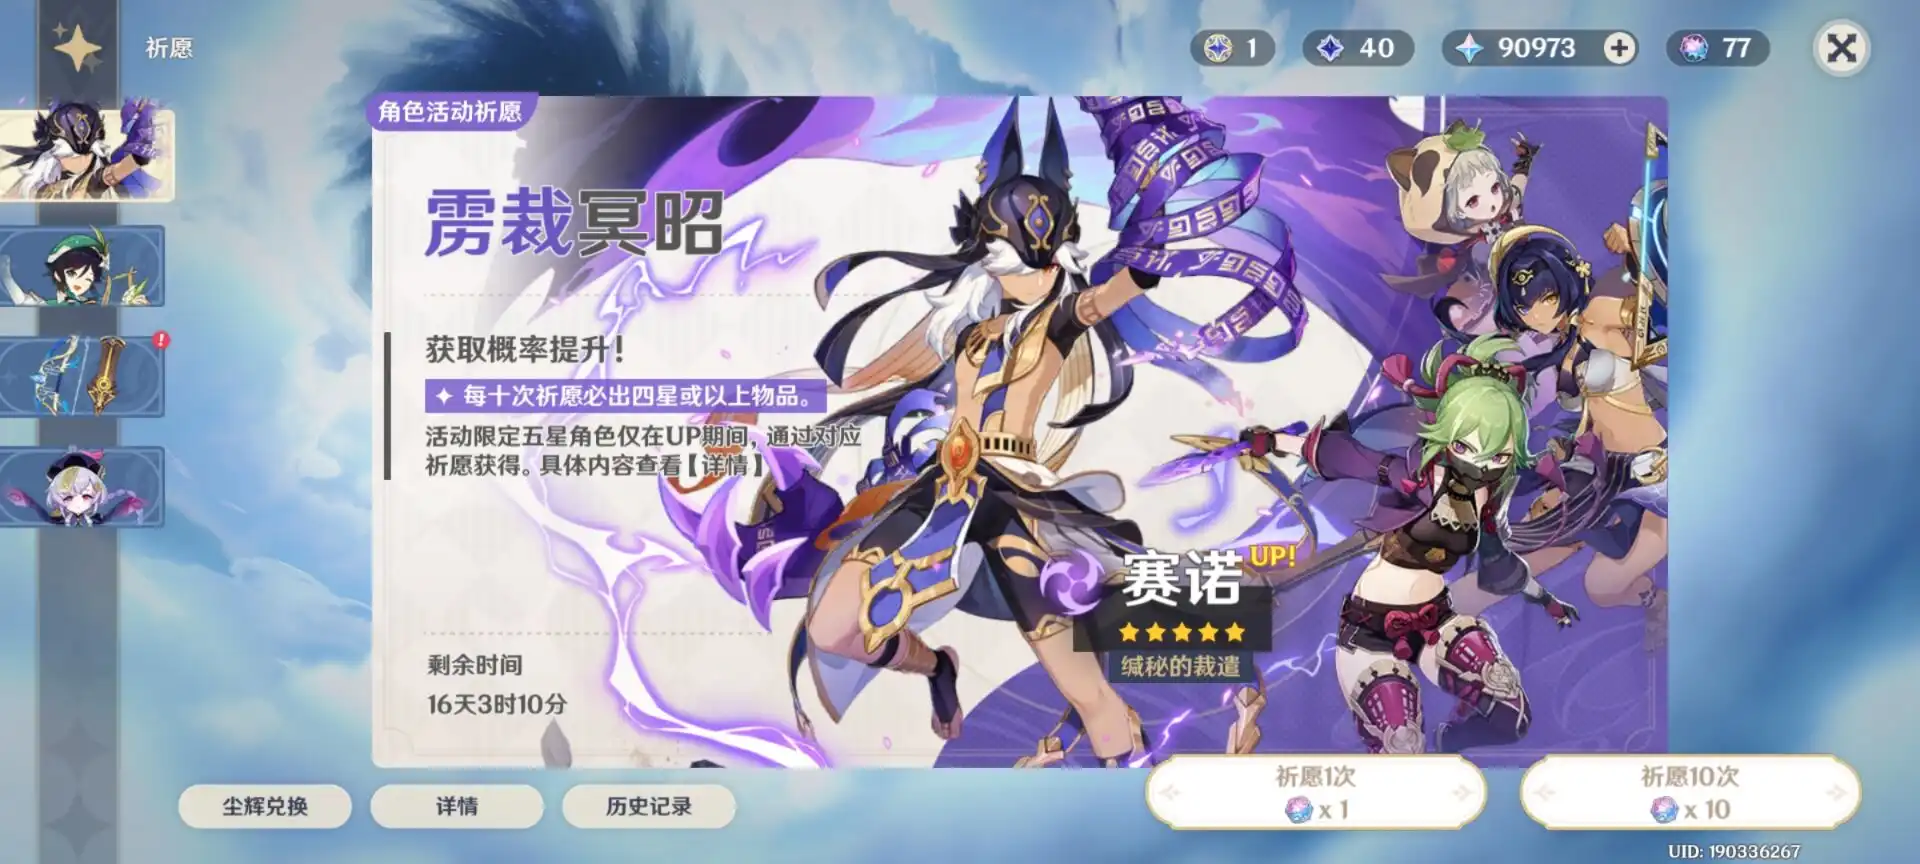 祈愿
1
40
90973
77
角色活动祈愿
雳裁冥昭
获取概率提升!
每十次祈愿必出四星或以上物品。
活动限定五星角色仅在UP期间,通过对应
祈愿获得。具体内容查看【详情】
赛诺 UP!
缄秘的裁遣
剩余时间
16天3时10分
尘辉兑换
详情
历史记录
祈愿1次
x 1
祈愿10次
x 10
UID: 190336267